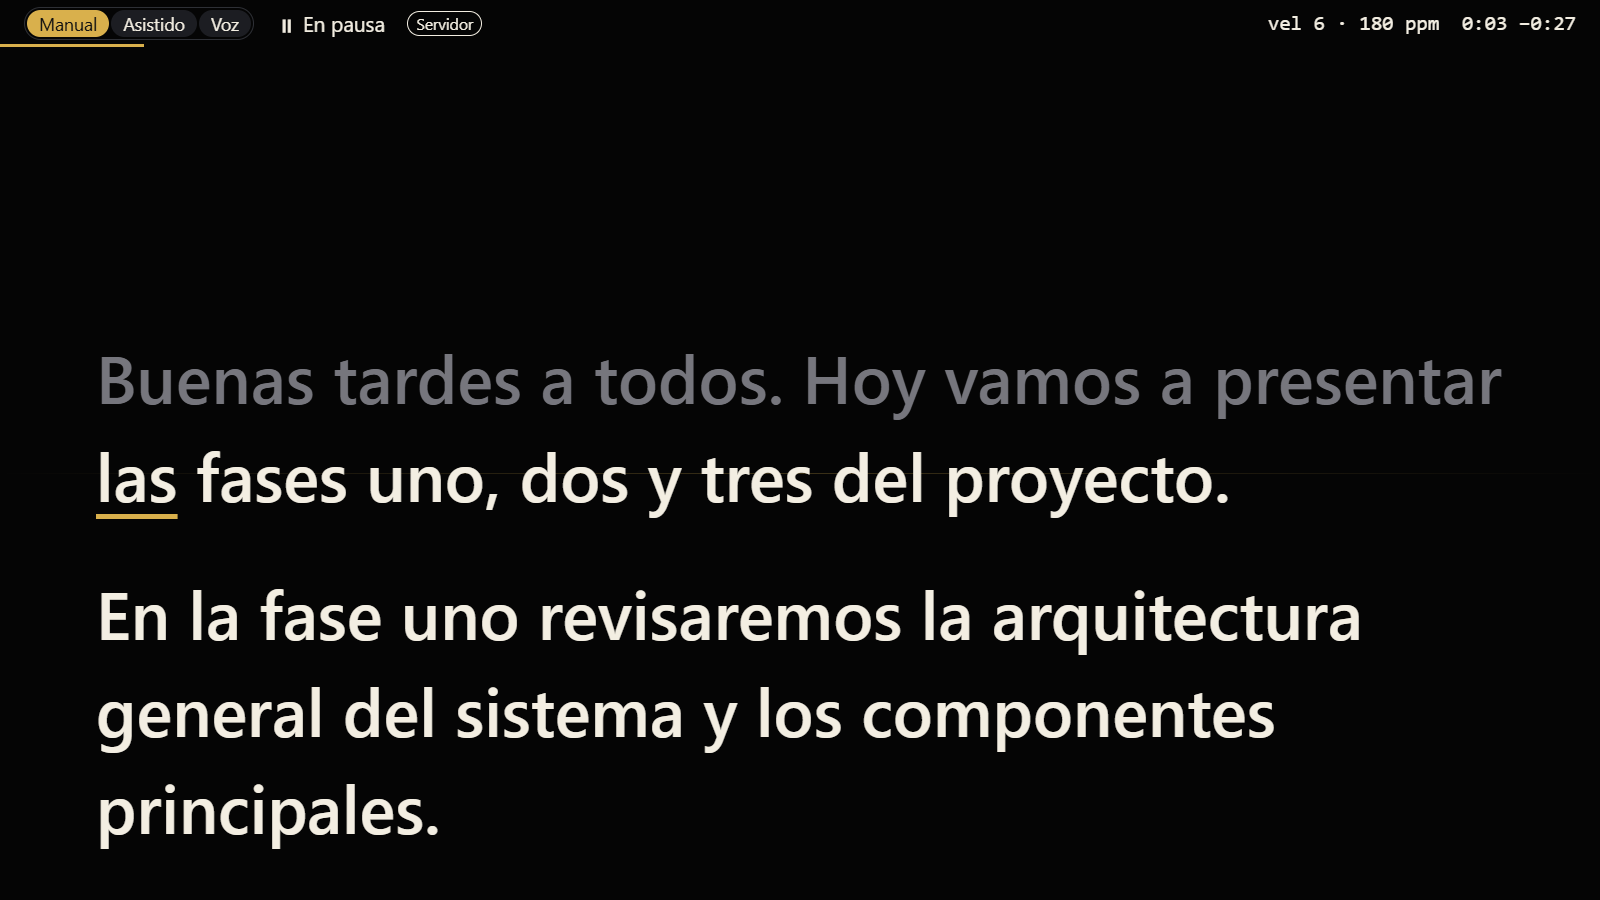 Manual Asistido Voz En pausa Servidor vel 6 · 180 ppm 0:03 −0:27
Buenas tardes a todos. Hoy vamos a presentar
las fases uno, dos y tres del proyecto.
En la fase uno revisaremos la arquitectura
general del sistema y los componentes
principales.